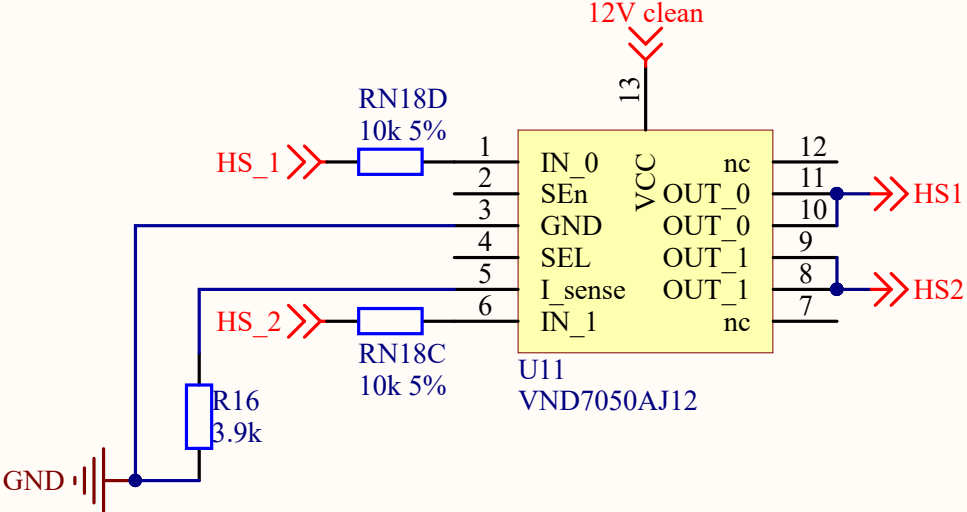 12V clean
13
RN18D
10k 5%
HS_1
1
IN_0
VCC
nc
12
2
SEn
OUT_0
11
HS1
3
GND
OUT_0
10
4
SEL
OUT_1
9
5
I_sense
OUT_1
8
HS2
HS_2
6
IN_1
nc
7
RN18C
10k 5%
U11
VND7050AJ12
R16
3.9k
GND